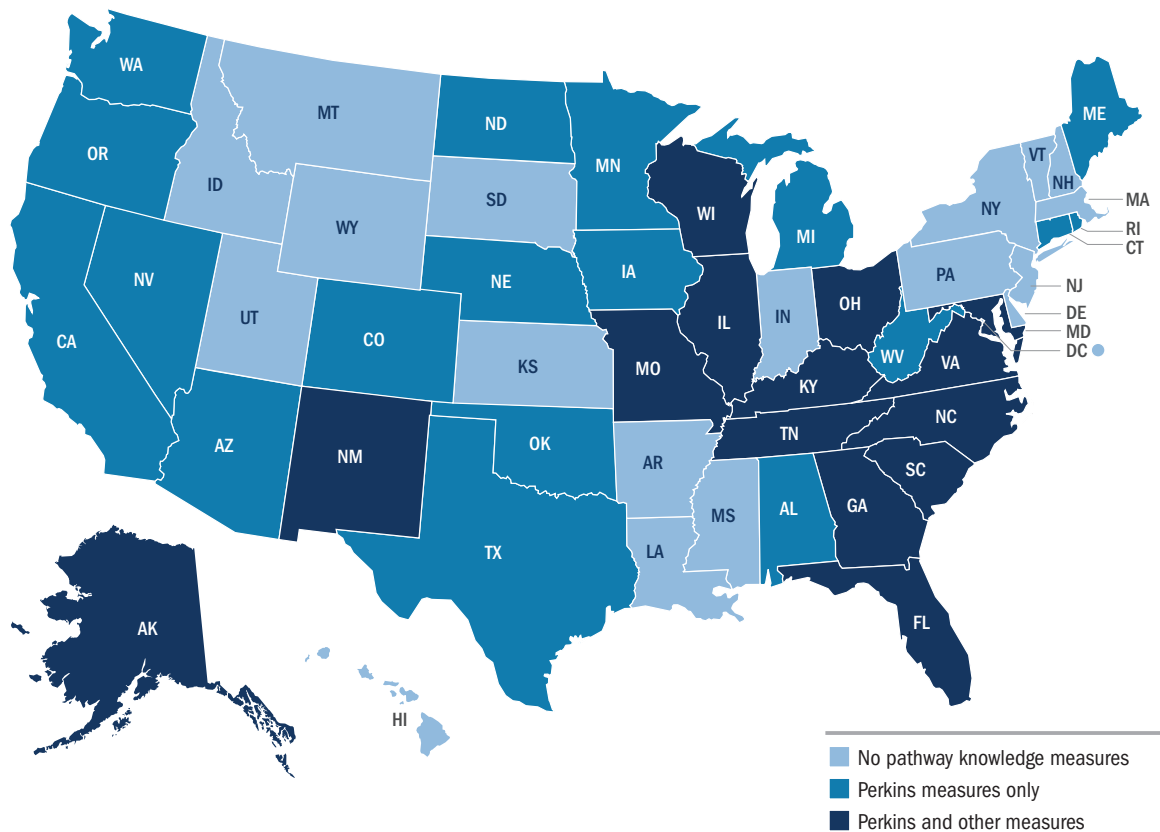 WA
MT
ND
ME
OR
MN
VT
ID
SD
WI
NH
MA
NY
WY
MI
RI
CT
IA
PA
NV
NE
NJ
OH
DE
UT
IL
IN
MD
CA
CO
DC
WV
VA
KS
MO
KY
NC
TN
AZ
OK
NM
AR
SC
MS
AL
GA
TX
LA
FL
AK
HI
No pathway knowledge measures
Perkins measures only
Perkins and other measures